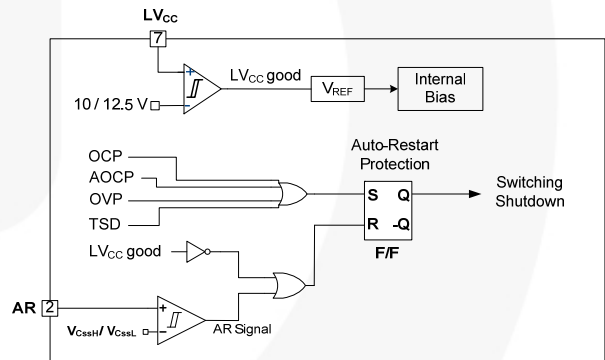 LVCC
7
+
LVCC good
VREF
Internal
Bias
10 / 12.5 V
-
OCP
AOCP
OVP
TSD
Auto-Restart
Protection
S Q
R -Q
F/F
Switching
Shutdown
LVCC good
AR 2
+
VCssH/ VCssL
-
AR Signal